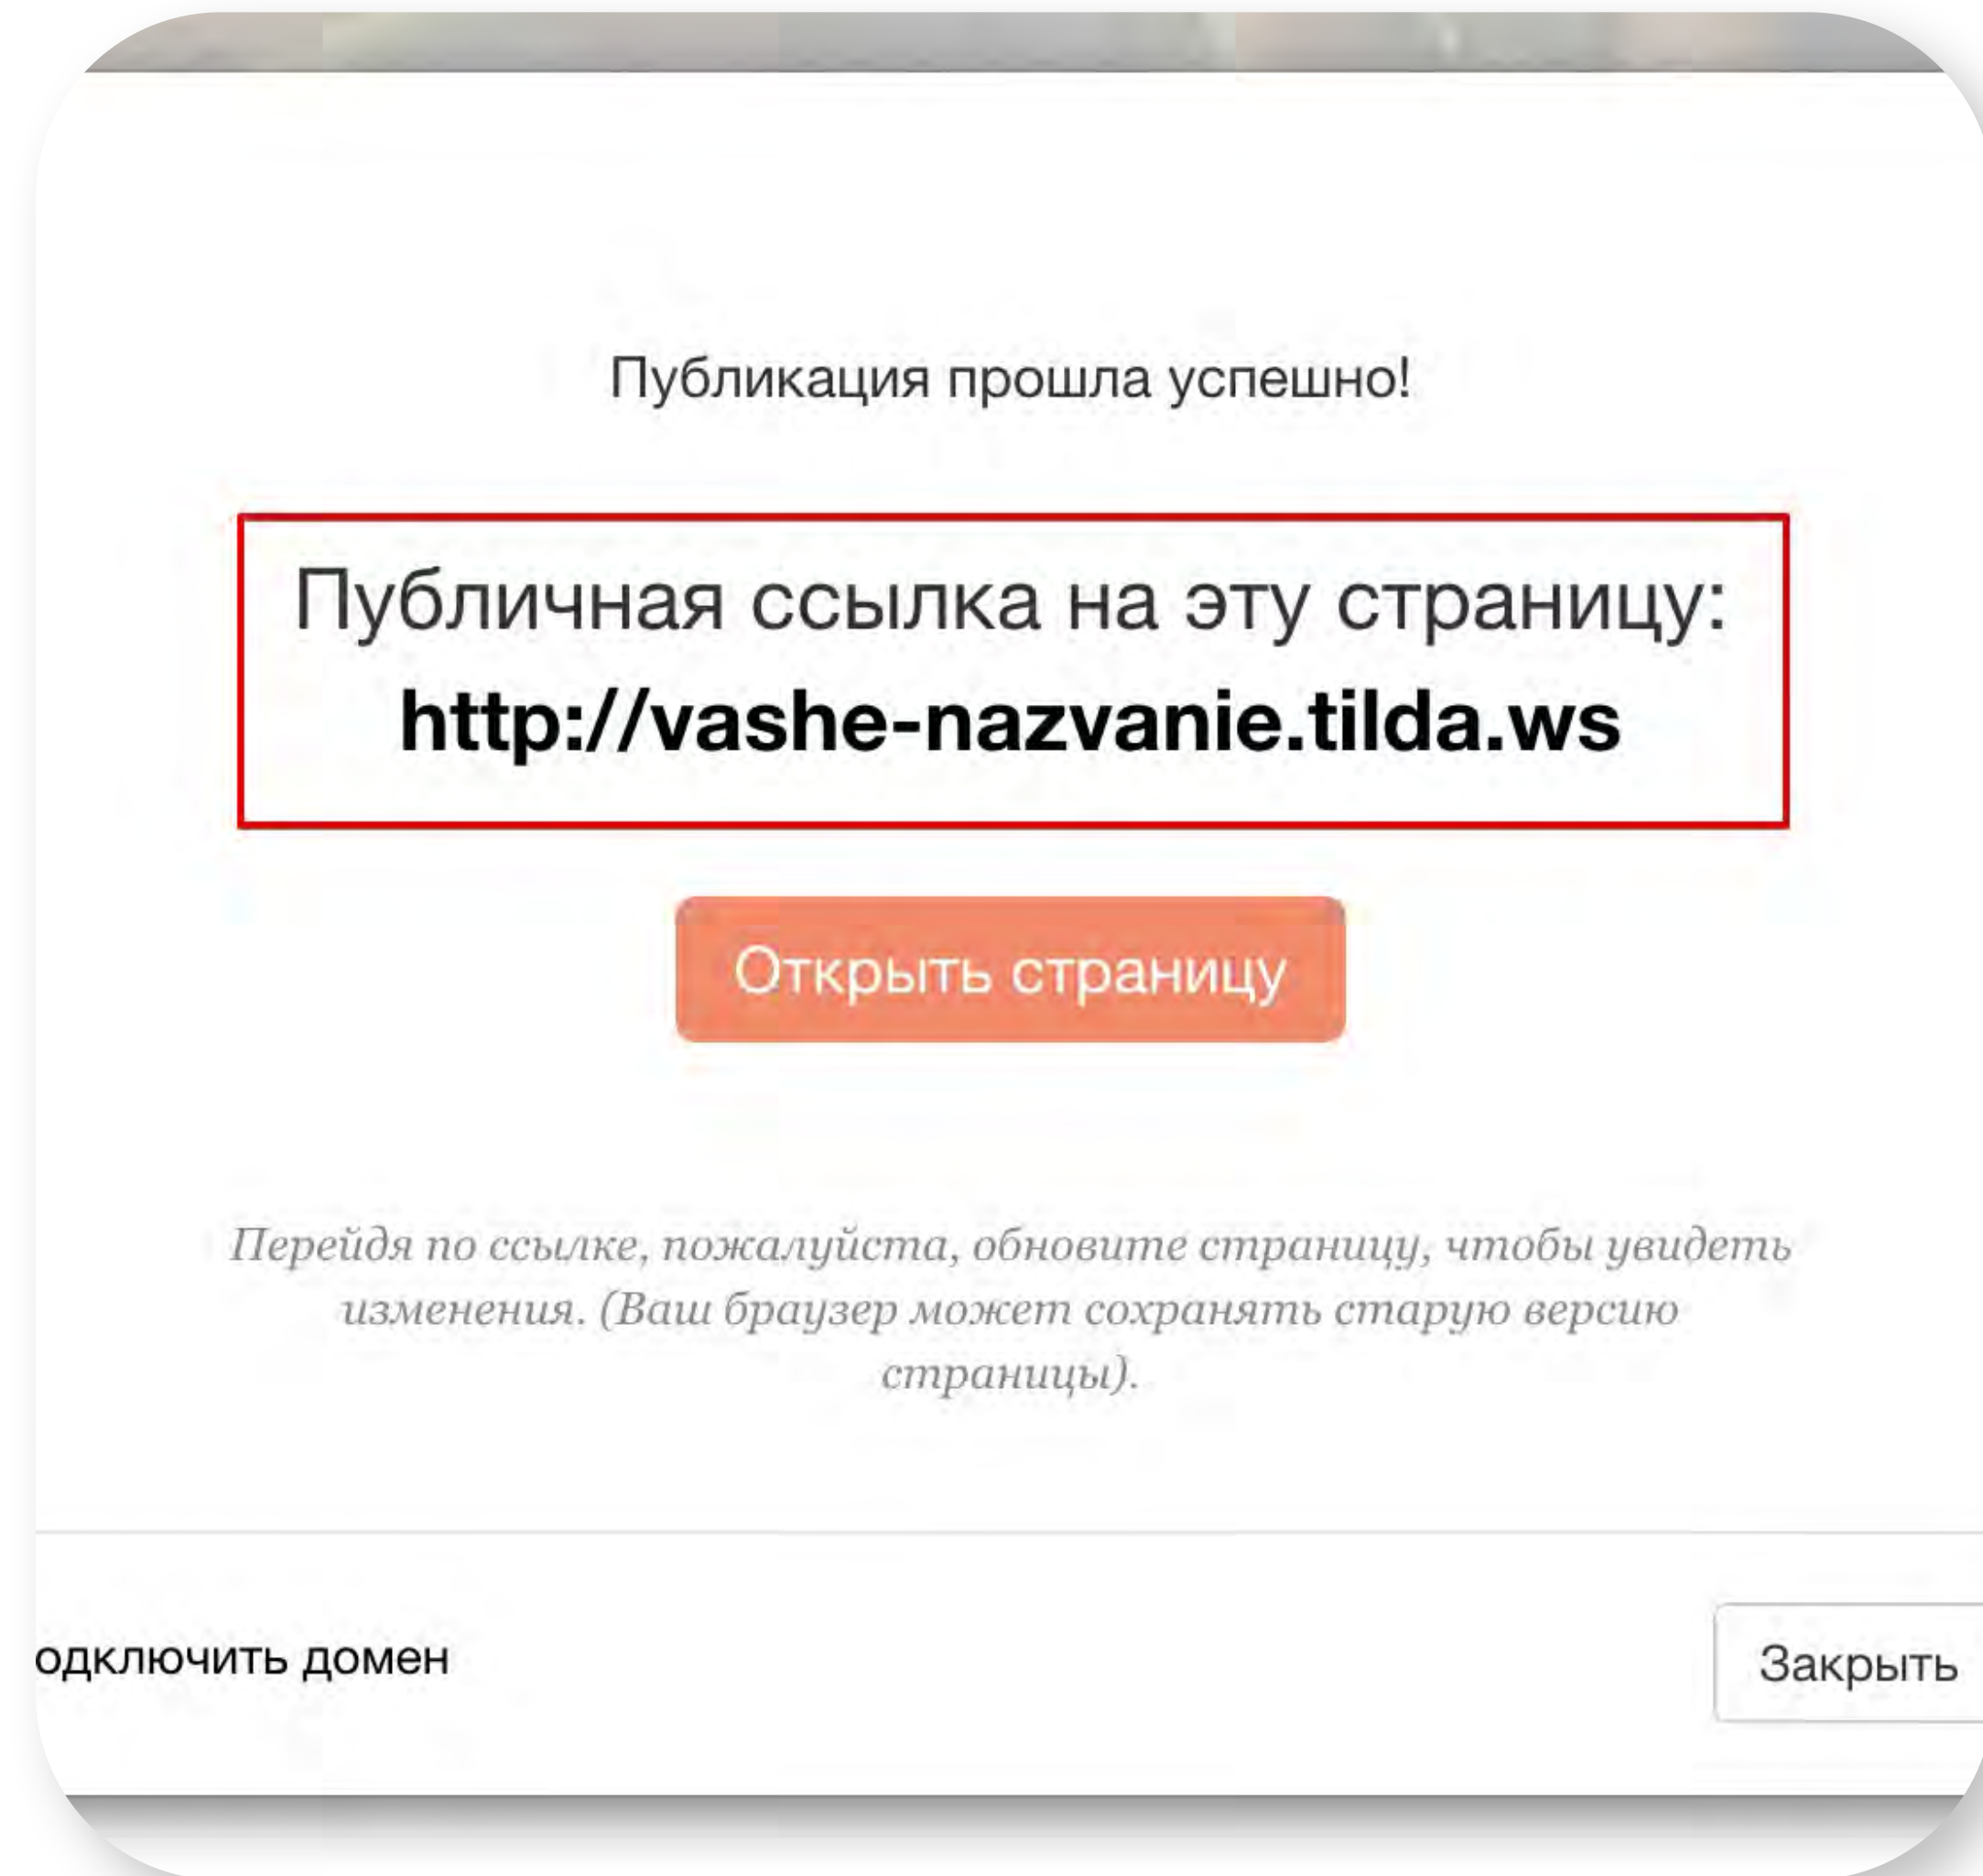 Публикация прошла успешно!
Публичная ссылка на эту страницу:
http://vashe-nazvanie.tilda.ws
Открыть страницу
Перейдя по ссылке, пожалуйста, обновите страницу, чтобы увидеть
изменения. (Ваш браузер может сохранять старую версию
страницы).
одключить домен
Закрыть